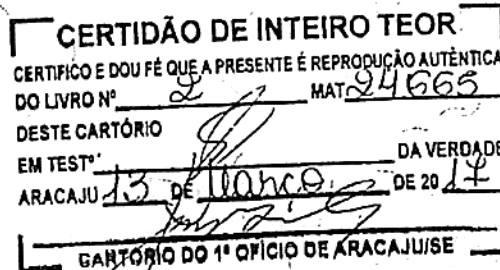 CERTIDÃO DE INTEIRO TEOR
CERTIFICO E DOU FÉ QUE A PRESENTE É REPRODUÇÃO AUTÊNTICA
DO LIVRO Nº 2 MAT 24665
DESTE CARTÓRIO
EM TESTº DA VERDADE
ARACAJU 13 DE Março DE 2017
CARTÓRIO DO 1º OFÍCIO DE ARACAJU/SE